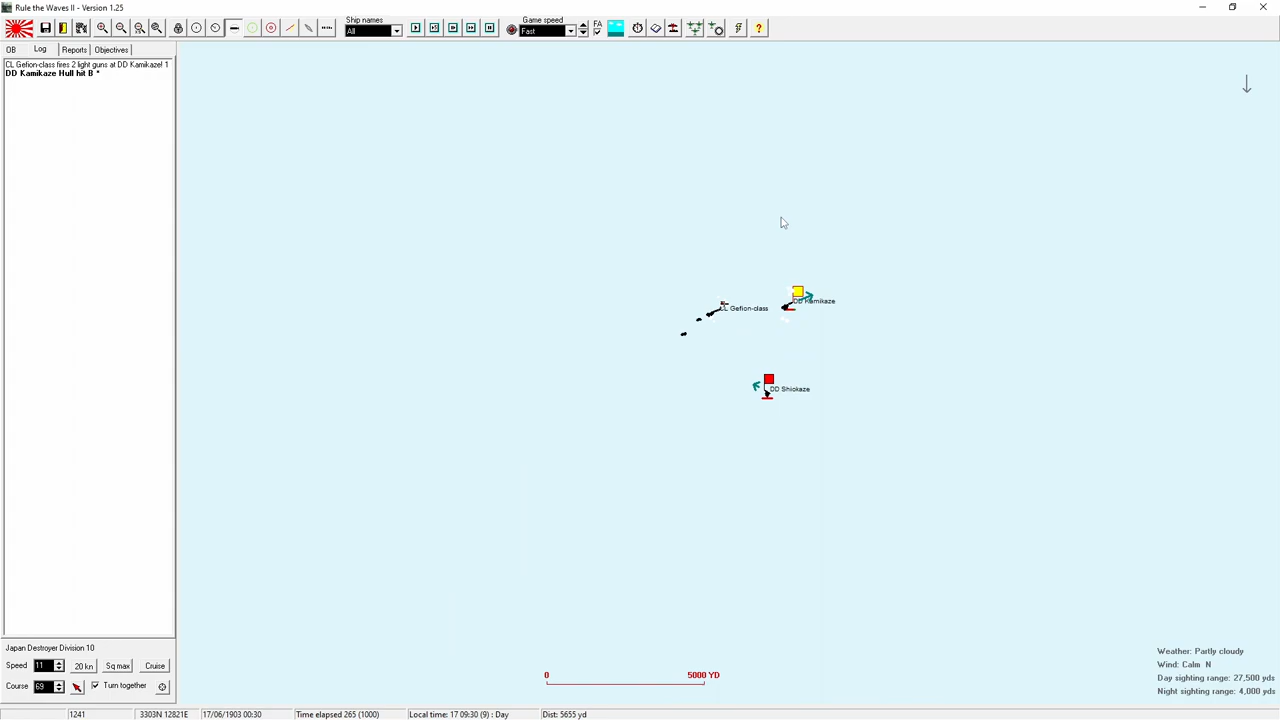 Rule the Waves II - Version 1.25
Ship names
All
Game speed
Fast
FA
OB
Log
Reports
Objectives
CL Gefion-class fires 2 light guns at DD Kamikaze! 1
DD Kamikaze Hull hit B *
DD Kamikaze
CL Gefion-class
DD Shiokaze
Japan Destroyer Division 10
Speed
11
20 kn
Sq max
Cruise
Course
69
Turn together
0
5000 YD
Weather: Partly cloudy
Wind: Calm N
Day sighting range: 27,500 yds
Night sighting range: 4,000 yds
1241
3303N 12821E
17/06/1903 00:30
Time elapsed 265 (1000)
Local time: 17 09:30 (9) : Day
Dist: 5655 yd